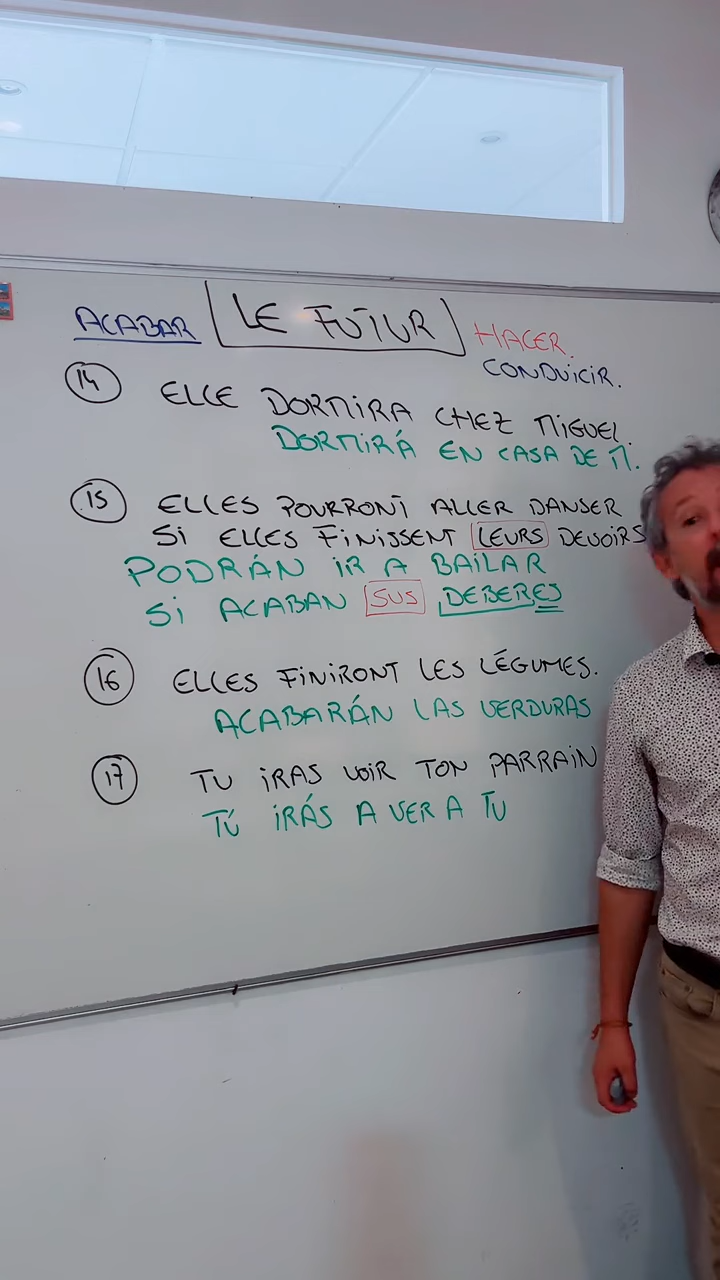 ACABAR LE FUTUR HACER.
CONDUICIR.
14 ELLE DORMIRA CHEZ MIGUEL.
DORMIRÁ EN CASA DE M.
15 ELLES POURRONT ALLER DANSER
SI ELLES FINISSENT LEURS DEVOIRS
PODRÁN IR A BAILAR
SI ACABAN SUS DEBERES
16 ELLES FINIRONT LES LÉGUMES.
ACABARÁN LAS VERDURAS
17 TU IRAS VOIR TON PARRAIN
TÚ IRÁS A VER A TU